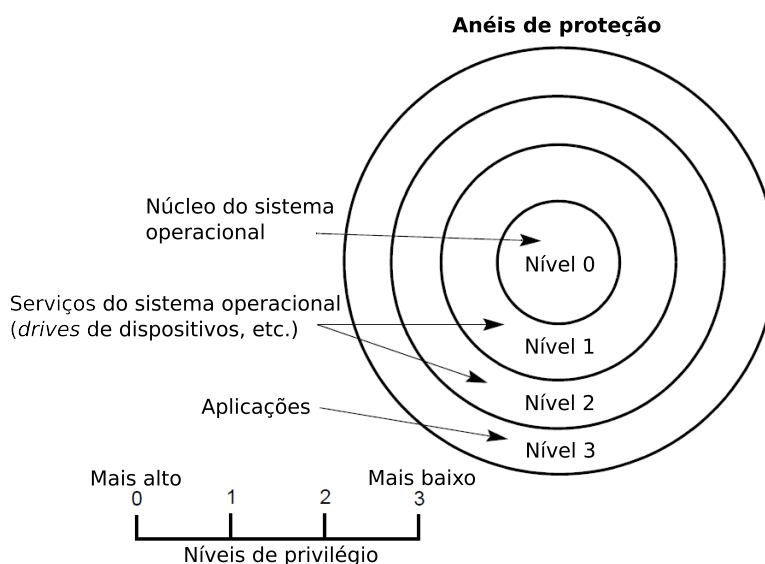 Anéis de proteção
Núcleo do sistema
operacional
Nível 0
Serviços do sistema operacional
(drives de dispositivos, etc.)
Nível 1
Nível 2
Aplicações
Nível 3
Mais alto
Mais baixo
0 1 2 3
Níveis de privilégio